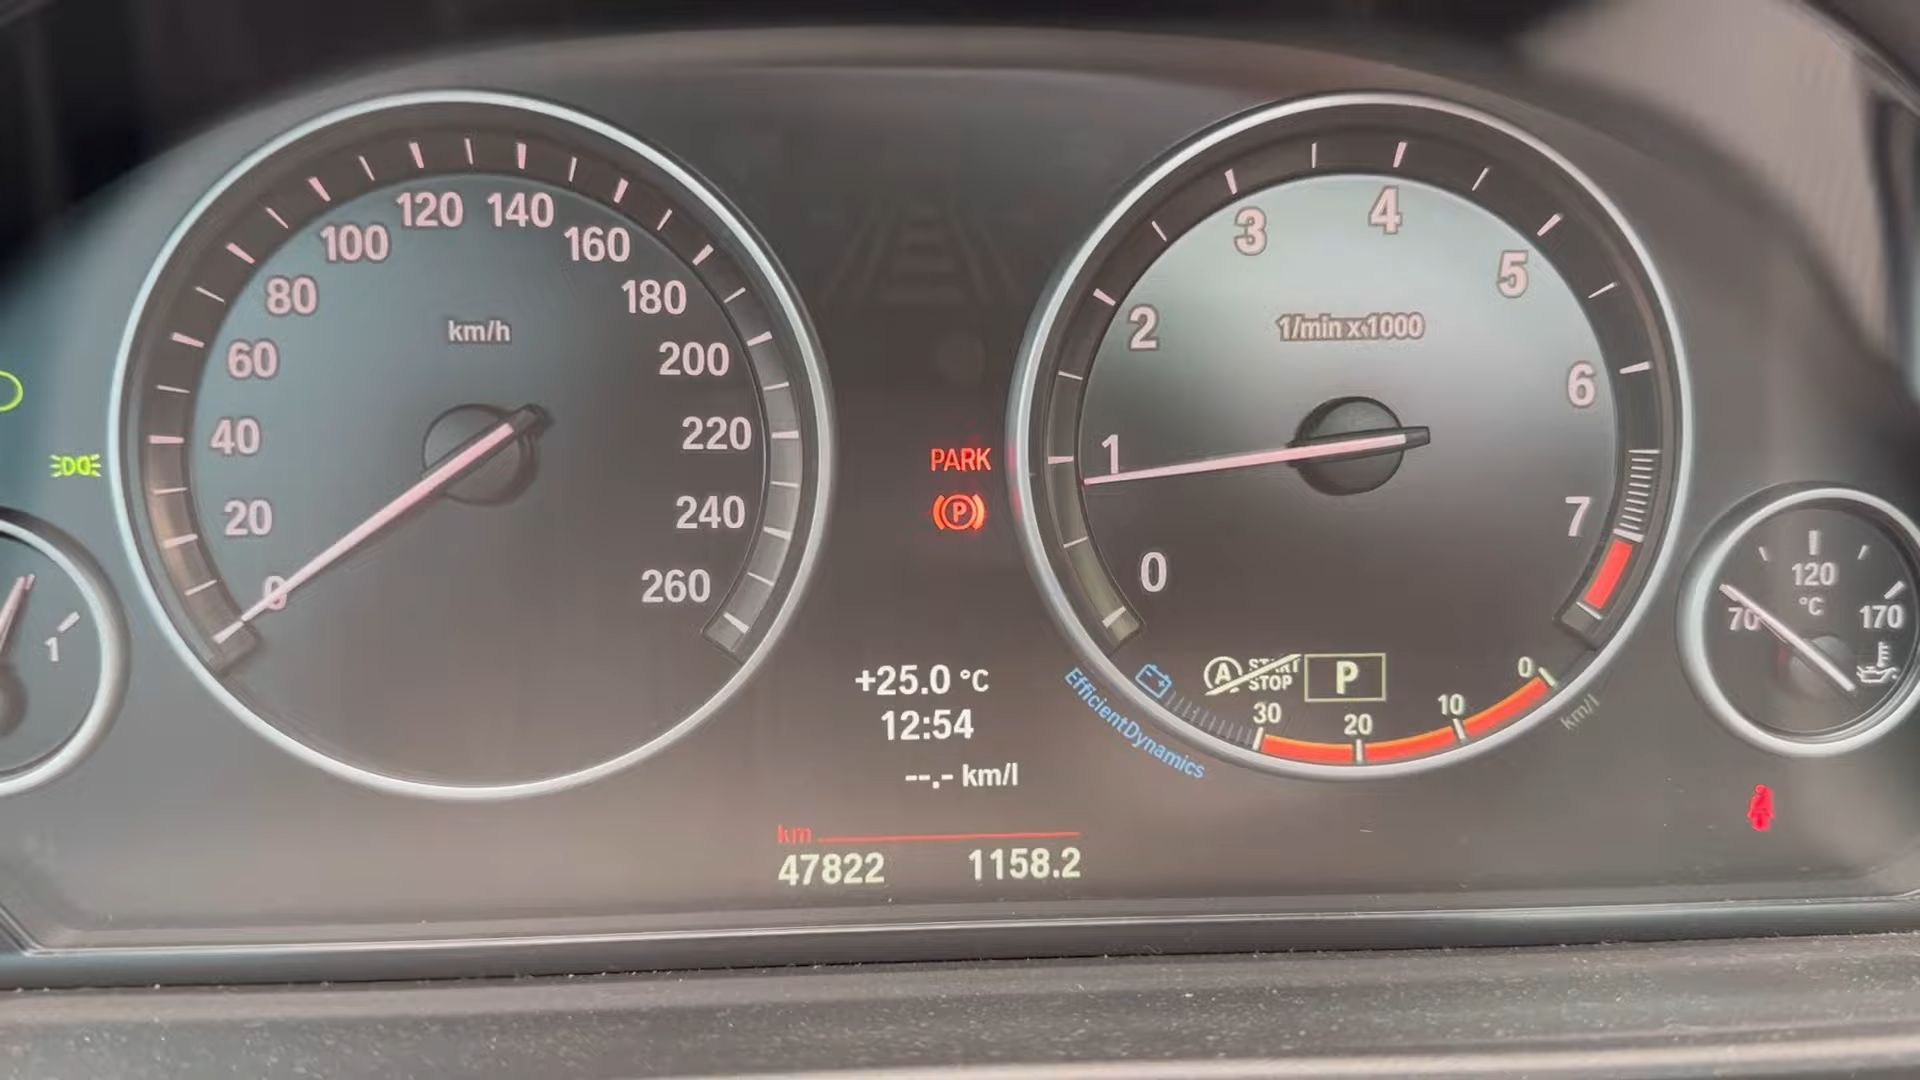 0
20
40
60
80
100
120
140
160
180
200
220
240
260
km/h
1
PARK
(P)
+25.0 °C
12:54
--.- km/l
km
47822 1158.2
0
1
2
3
4
5
6
7
1/min x1000
A START STOP
P
30
20
10
0
km/l
EfficientDynamics
70
120
°C
170